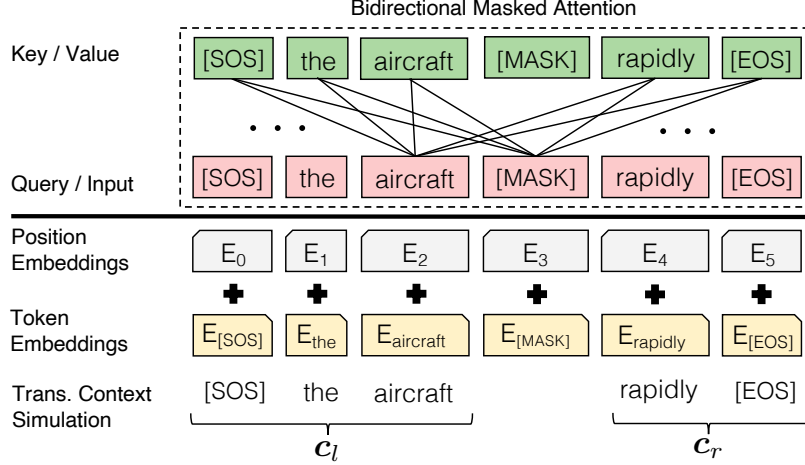 Bidirectional Masked Attention
Key / Value [SOS] the aircraft [MASK] rapidly [EOS]
. . . . . .
Query / Input [SOS] the aircraft [MASK] rapidly [EOS]
Position Embeddings E0 E1 E2 E3 E4 E5
+ + + + + +
Token Embeddings E[SOS] Ethe Eaircraft E[MASK] Erapidly E[EOS]
Trans. Context Simulation [SOS] the aircraft rapidly [EOS]
cl cr